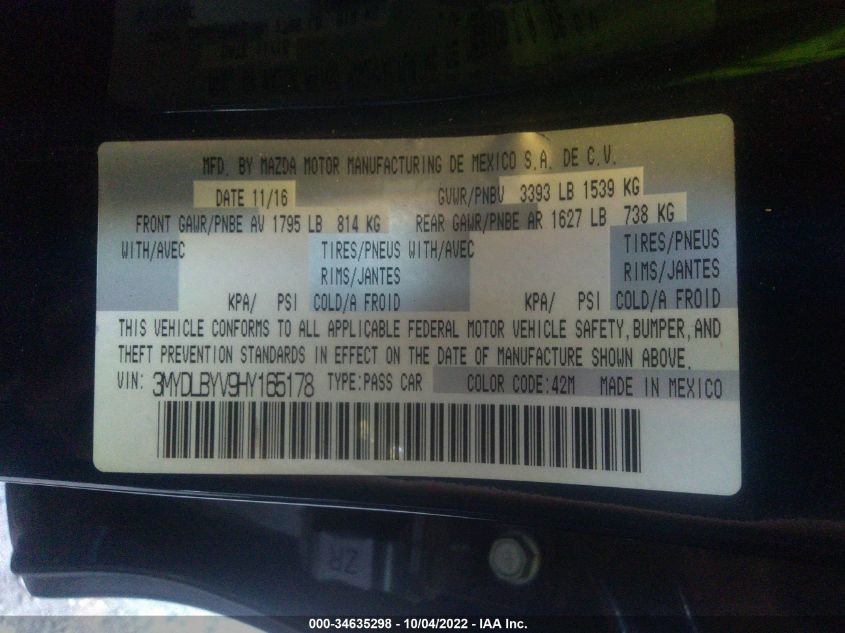 MFD. BY MAZDA MOTOR MANUFACTURING DE MEXICO S.A. DE C.V.
DATE 11/16 GVWR/PNBV 3393 LB 1539 KG
FRONT GAWR/PNBE AV 1795 LB 814 KG REAR GAWR/PNBE AR 1627 LB 738 KG
WITH/AVEC TIRES/PNEUS WITH/AVEC TIRES/PNEUS
RIMS/JANTES RIMS/JANTES
KPA/ PSI COLD/A FROID KPA/ PSI COLD/A FROID
THIS VEHICLE CONFORMS TO ALL APPLICABLE FEDERAL MOTOR VEHICLE SAFETY, BUMPER, AND
THEFT PREVENTION STANDARDS IN EFFECT ON THE DATE OF MANUFACTURE SHOWN ABOVE.
VIN: 3MYDLBYV9HY165178 TYPE:PASS CAR COLOR CODE:42M MADE IN MEXICO
ZR
000-34635298 - 10/04/2022 - IAA Inc.